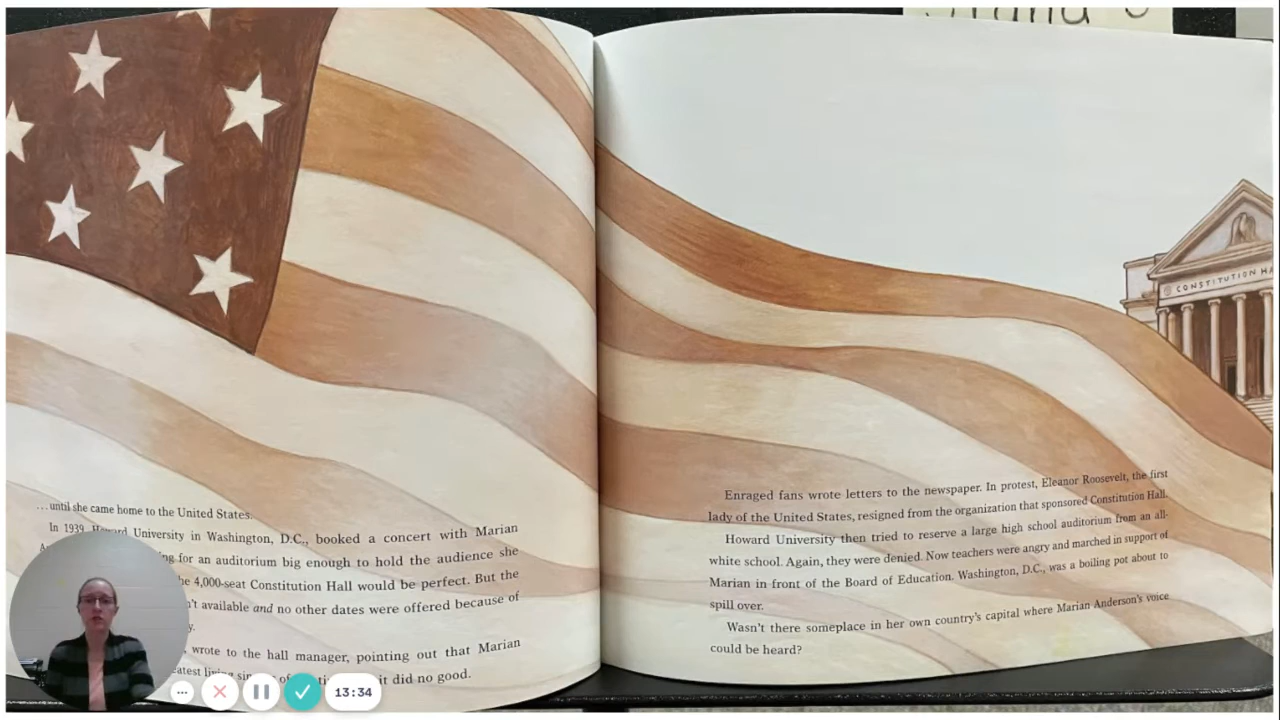 …until she came home to the United States.
In 1939, Howard University in Washington, D.C., booked a concert with Marian
for an auditorium big enough to hold the audience she
4,000-seat Constitution Hall would be perfect. But the
available and no other dates were offered because of
wrote to the hall manager, pointing out that Marian
it did no good.
CONSTITUTION HA
Enraged fans wrote letters to the newspaper. In protest, Eleanor Roosevelt, the first
lady of the United States, resigned from the organization that sponsored Constitution Hall.
Howard University then tried to reserve a large high school auditorium from an all-
white school. Again, they were denied. Now teachers were angry and marched in support of
Marian in front of the Board of Education. Washington, D.C., was a boiling pot about to
spill over.
Wasn't there someplace in her own country's capital where Marian Anderson's voice
could be heard?
13:34